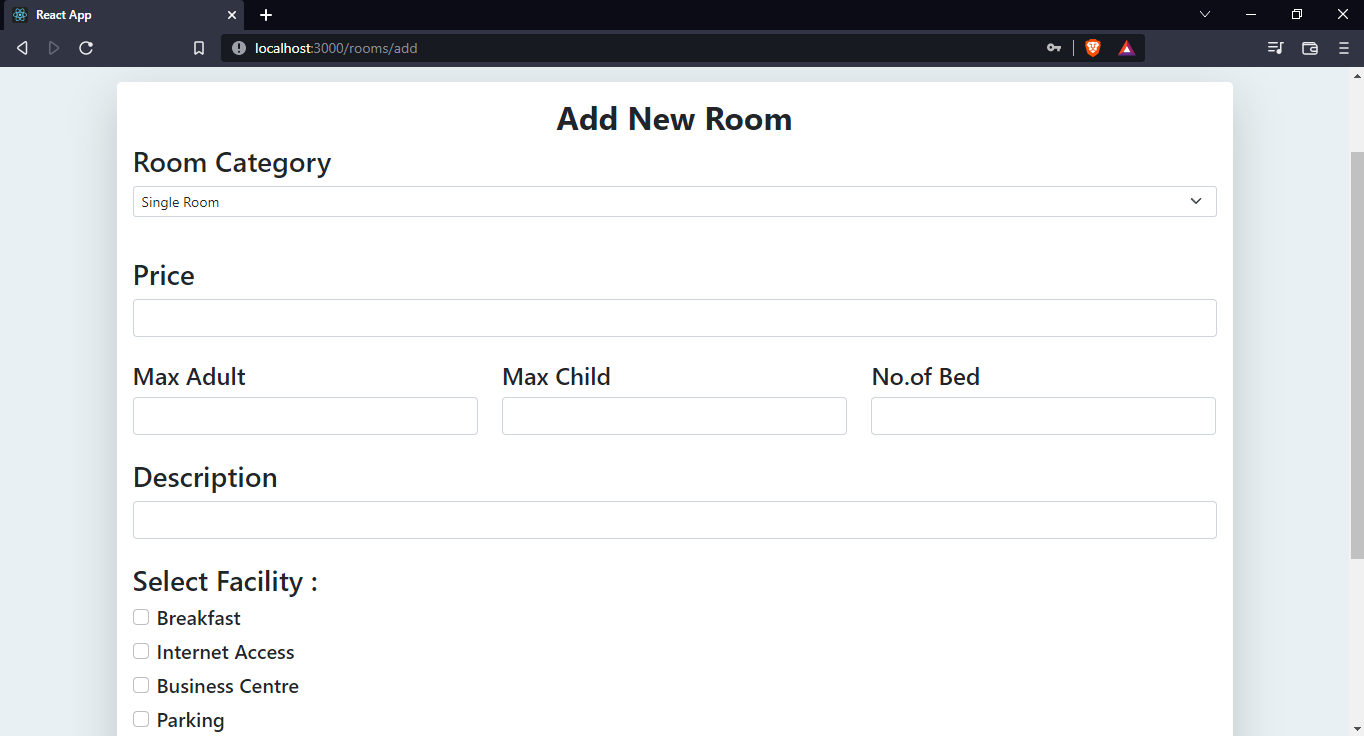 React App
localhost:3000/rooms/add
Add New Room
Room Category
Single Room
Price
Max Adult Max Child No.of Bed
Description
Select Facility :
Breakfast
Internet Access
Business Centre
Parking